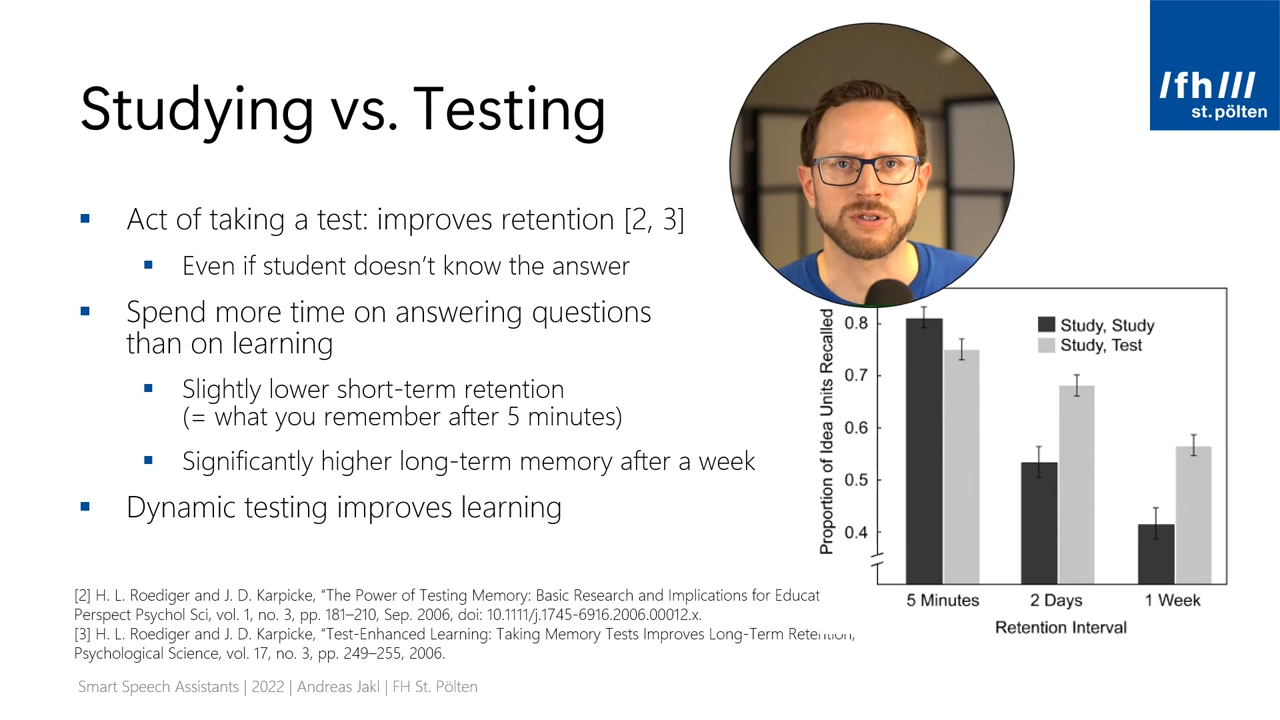 /fh///
st.pölten
Studying vs. Testing
Act of taking a test: improves retention [2, 3]
Even if student doesn’t know the answer
Spend more time on answering questions
than on learning
Slightly lower short-term retention
(= what you remember after 5 minutes)
Significantly higher long-term memory after a week
Dynamic testing improves learning
Proportion of Idea Units Recalled
0.8
0.7
0.6
0.5
0.4
Study, Study
Study, Test
5 Minutes
2 Days
1 Week
Retention Interval
[2] H. L. Roediger and J. D. Karpicke, “The Power of Testing Memory: Basic Research and Implications for Educat
Perspect Psychol Sci, vol. 1, no. 3, pp. 181–210, Sep. 2006, doi: 10.1111/j.1745-6916.2006.00012.x.
[3] H. L. Roediger and J. D. Karpicke, “Test-Enhanced Learning: Taking Memory Tests Improves Long-Term Retention,
Psychological Science, vol. 17, no. 3, pp. 249–255, 2006.
Smart Speech Assistants | 2022 | Andreas Jakl | FH St. Pölten